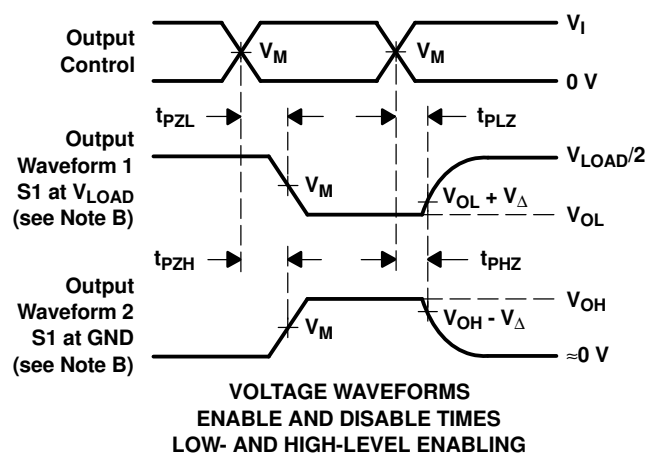 Output
Control
V_M
V_M
V_I
0 V
t_PZL
t_PLZ
Output
Waveform 1
S1 at V_LOAD
(see Note B)
V_M
V_LOAD/2
V_OL + V_Δ
V_OL
t_PZH
t_PHZ
Output
Waveform 2
S1 at GND
(see Note B)
V_M
V_OH
V_OH - V_Δ
≈0 V
VOLTAGE WAVEFORMS
ENABLE AND DISABLE TIMES
LOW- AND HIGH-LEVEL ENABLING